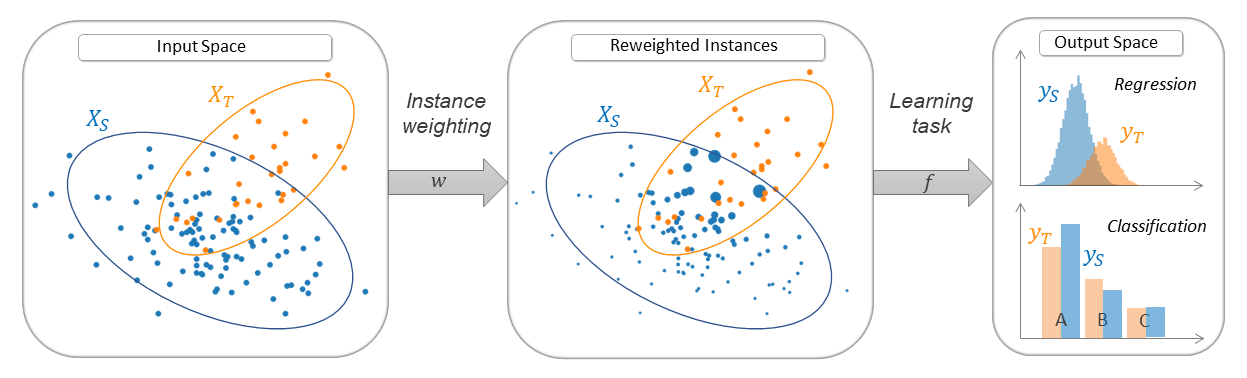 Input Space
X_T
X_S
Instance
weighting
w
Reweighted Instances
X_T
X_S
Learning
task
f
Output Space
Regression
y_S
y_T
Classification
y_T
y_S
A B C